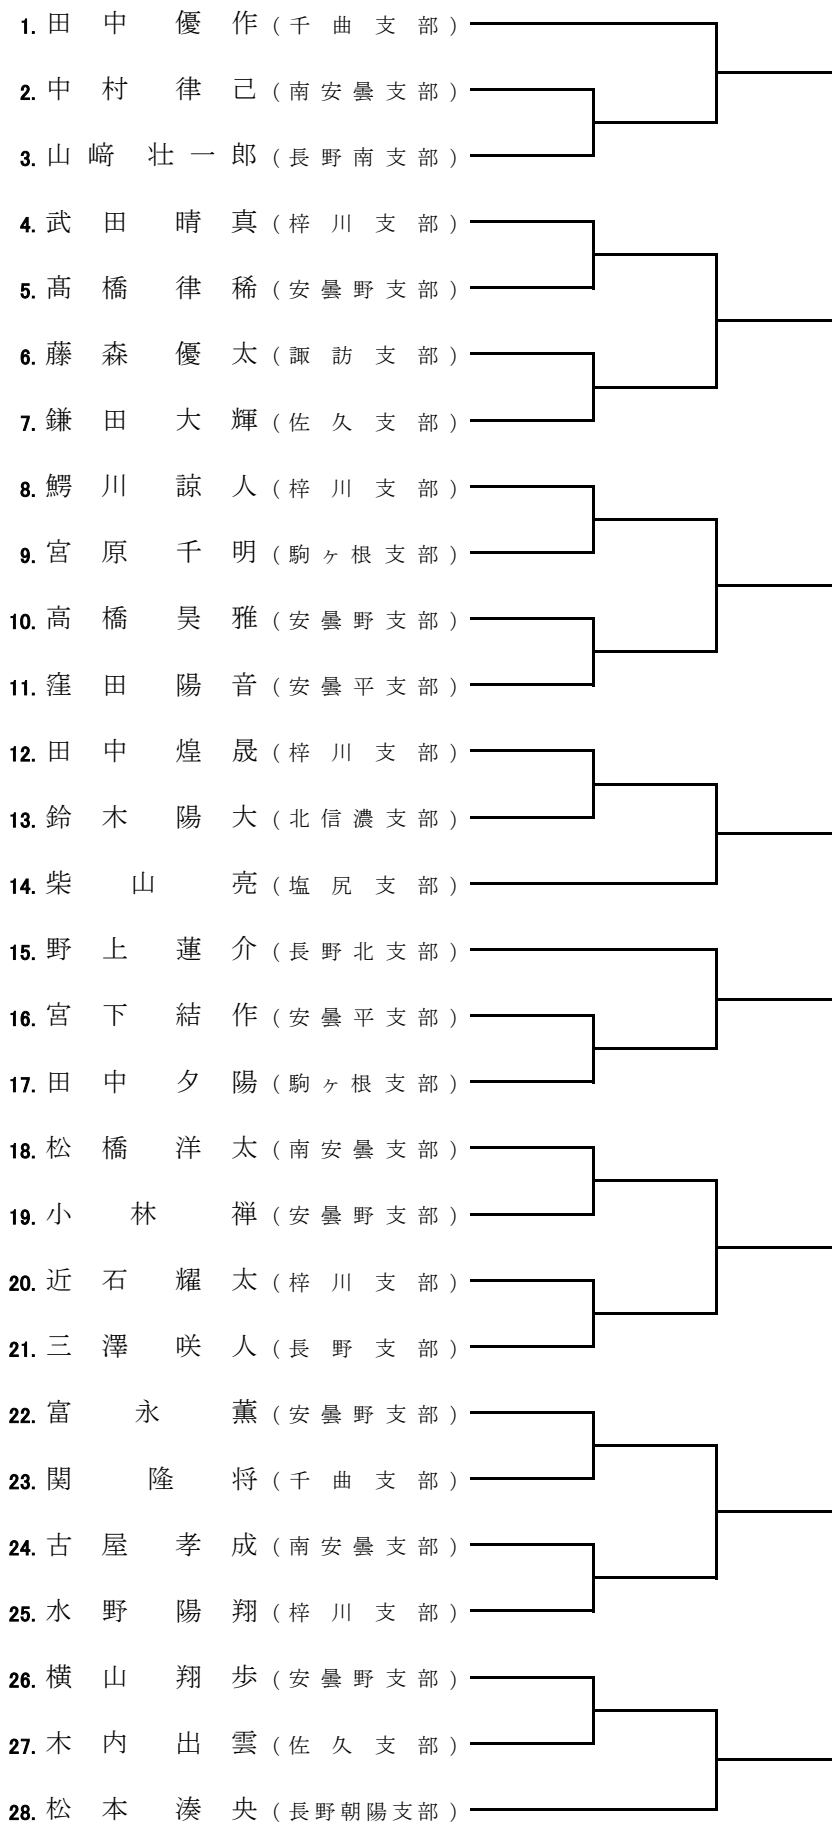 1. 田中 優作 (千曲支部)
2. 中村 律己 (南安曇支部)
3. 山﨑 壮一郎 (長野南支部)
4. 武田 晴真 (梓川支部)
5. 髙橋 律稀 (安曇野支部)
6. 藤森 優太 (諏訪支部)
7. 鎌田 大輝 (佐久支部)
8. 鰐川 諒人 (梓川支部)
9. 宮原 千明 (駒ヶ根支部)
10. 高橋 昊雅 (安曇野支部)
11. 窪田 陽音 (安曇平支部)
12. 田中 煌晟 (梓川支部)
13. 鈴木 陽大 (北信濃支部)
14. 柴山 亮 (塩尻支部)
15. 野上 蓮介 (長野北支部)
16. 宮下 結作 (安曇平支部)
17. 田中 夕陽 (駒ヶ根支部)
18. 松橋 洋太 (南安曇支部)
19. 小林 禅 (安曇野支部)
20. 近石 耀太 (梓川支部)
21. 三澤 咲人 (長野支部)
22. 富永 薫 (安曇野支部)
23. 関 隆将 (千曲支部)
24. 古屋 孝成 (南安曇支部)
25. 水野 陽翔 (梓川支部)
26. 横山 翔歩 (安曇野支部)
27. 木内 出雲 (佐久支部)
28. 松本 湊央 (長野朝陽支部)